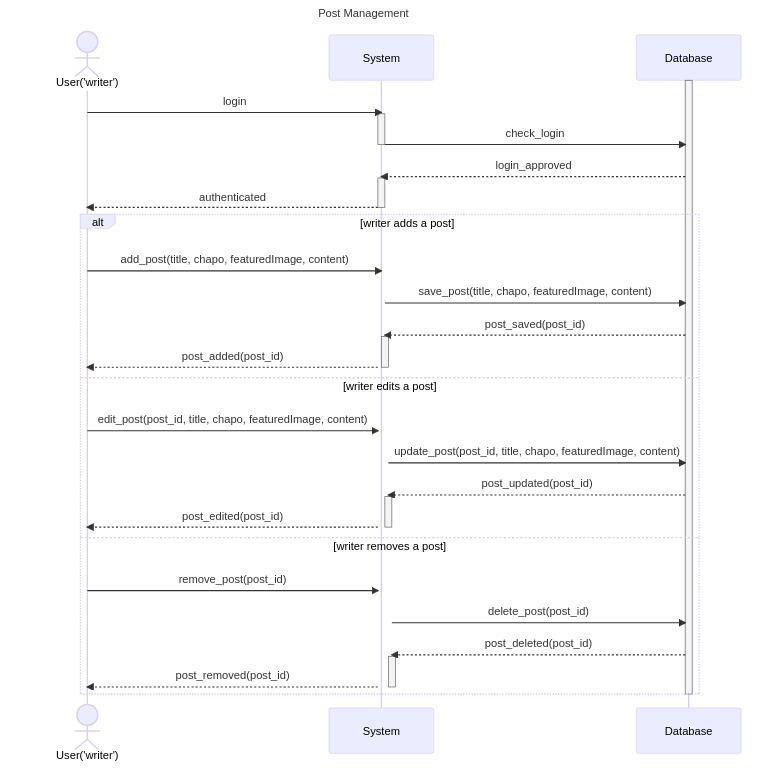 Post Management
System
Database
User('writer')
login
check_login
login_approved
authenticated
alt
[writer adds a post]
add_post(title, chapo, featuredImage, content)
save_post(title, chapo, featuredImage, content)
post_saved(post_id)
post_added(post_id)
[writer edits a post]
edit_post(post_id, title, chapo, featuredImage, content)
update_post(post_id, title, chapo, featuredImage, content)
post_updated(post_id)
post_edited(post_id)
[writer removes a post]
remove_post(post_id)
delete_post(post_id)
post_deleted(post_id)
post_removed(post_id)
System
Database
User('writer')